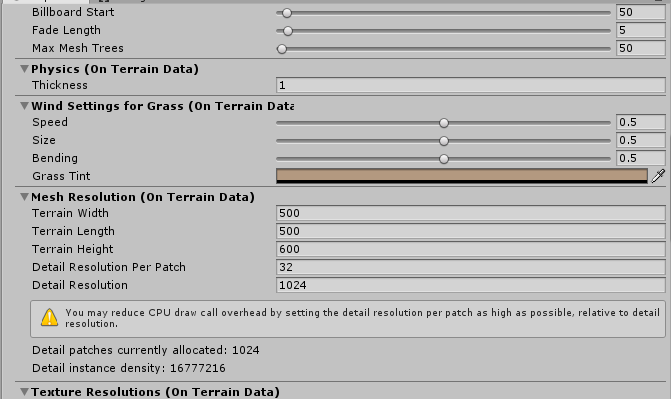 Billboard Start 50
Fade Length 5
Max Mesh Trees 50
Physics (On Terrain Data)
Thickness 1
Wind Settings for Grass (On Terrain Data
Speed 0.5
Size 0.5
Bending 0.5
Grass Tint
Mesh Resolution (On Terrain Data)
Terrain Width 500
Terrain Length 500
Terrain Height 600
Detail Resolution Per Patch 32
Detail Resolution 1024
You may reduce CPU draw call overhead by setting the detail resolution per patch as high as possible, relative to detail
resolution.
Detail patches currently allocated: 1024
Detail instance density: 16777216
Texture Resolutions (On Terrain Data)